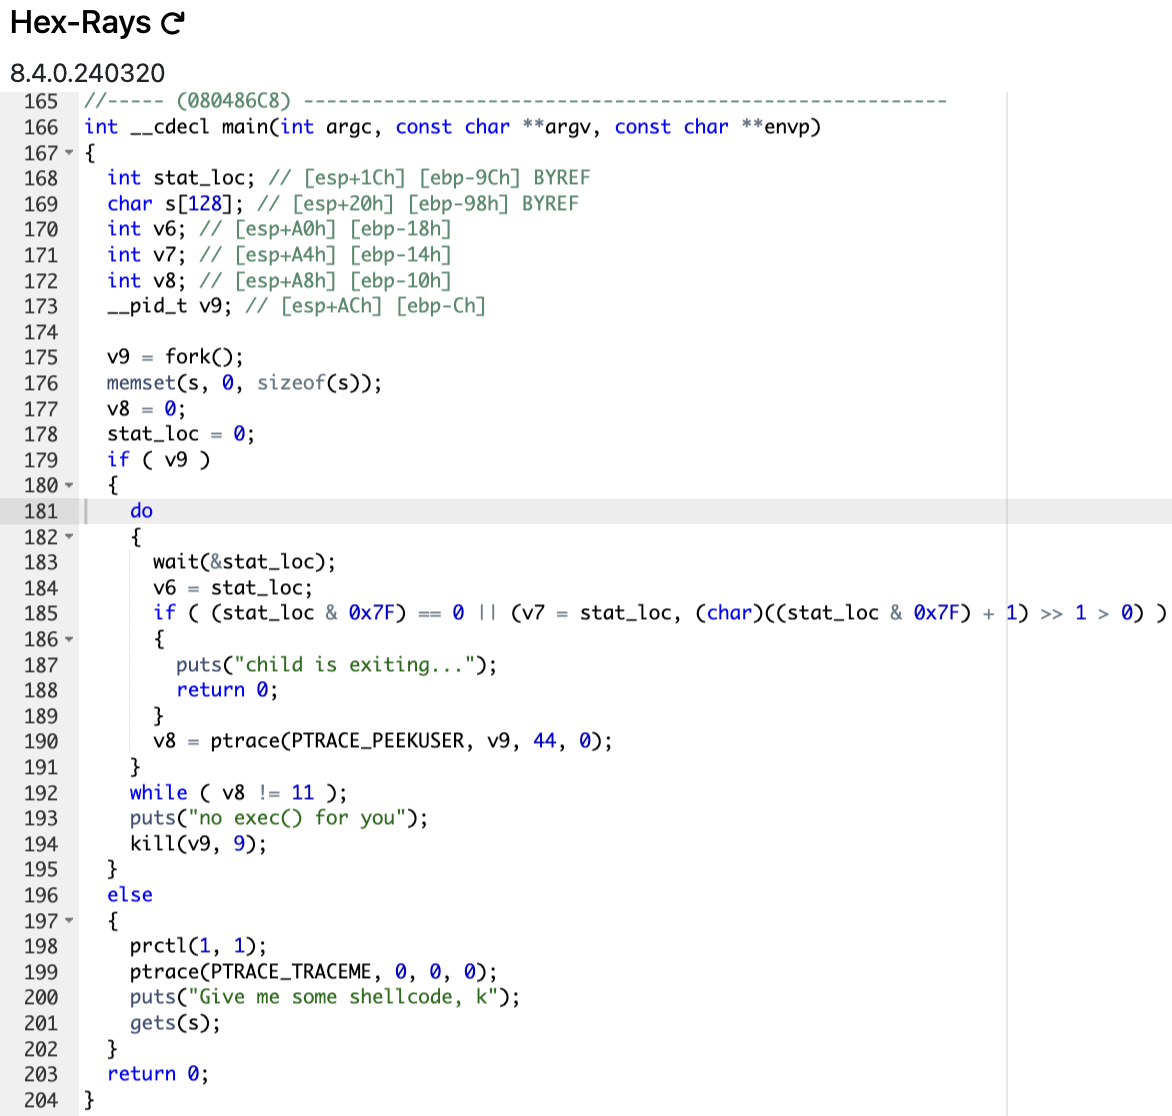 Hex-Rays
8.4.0.240320
165 //----- (080486C8) --------------------------------------------------------
166 int __cdecl main(int argc, const char **argv, const char **envp)
167 {
168   int stat_loc; // [esp+1Ch] [ebp-9Ch] BYREF
169   char s[128]; // [esp+20h] [ebp-98h] BYREF
170   int v6; // [esp+A0h] [ebp-18h]
171   int v7; // [esp+A4h] [ebp-14h]
172   int v8; // [esp+A8h] [ebp-10h]
173   __pid_t v9; // [esp+ACh] [ebp-Ch]
174
175   v9 = fork();
176   memset(s, 0, sizeof(s));
177   v8 = 0;
178   stat_loc = 0;
179   if ( v9 )
180   {
181     do
182     {
183       wait(&stat_loc);
184       v6 = stat_loc;
185       if ( (stat_loc & 0x7F) == 0 || (v7 = stat_loc, (char)((stat_loc & 0x7F) + 1) >> 1 > 0) )
186       {
187         puts("child is exiting...");
188         return 0;
189       }
190       v8 = ptrace(PTRACE_PEEKUSER, v9, 44, 0);
191     }
192     while ( v8 != 11 );
193     puts("no exec() for you");
194     kill(v9, 9);
195   }
196   else
197   {
198     prctl(1, 1);
199     ptrace(PTRACE_TRACEME, 0, 0, 0);
200     puts("Give me some shellcode, k");
201     gets(s);
202   }
203   return 0;
204 }